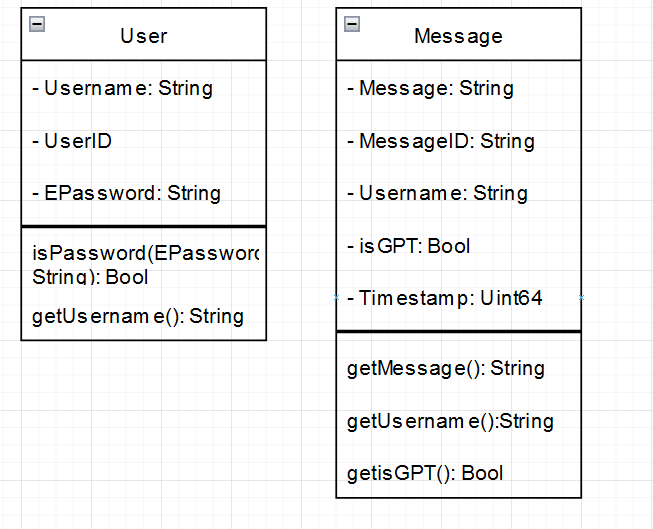 User
- Username: String
- UserID
- EPassword: String
isPassword(EPassword
String): Bool
getUsername(): String
Message
- Message: String
- MessageID: String
- Username: String
- isGPT: Bool
- Timestamp: Uint64
getMessage(): String
getUsername():String
getisGPT(): Bool